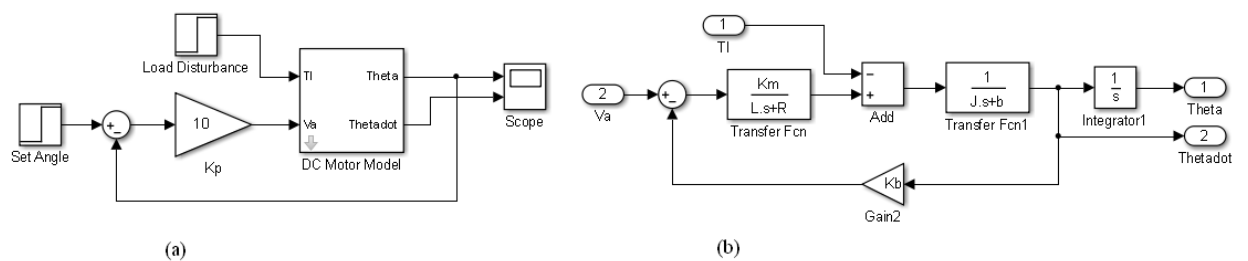 Load Disturbance
Set Angle
10
Kp
Tl
Va
Theta
Thetadot
DC Motor Model
Scope
(a)
1
Tl
2
Va
Km
L.s+R
Transfer Fcn
Add
1
J.s+b
Transfer Fcn1
1
s
Integrator1
1
Theta
2
Thetadot
Kb
Gain2
(b)